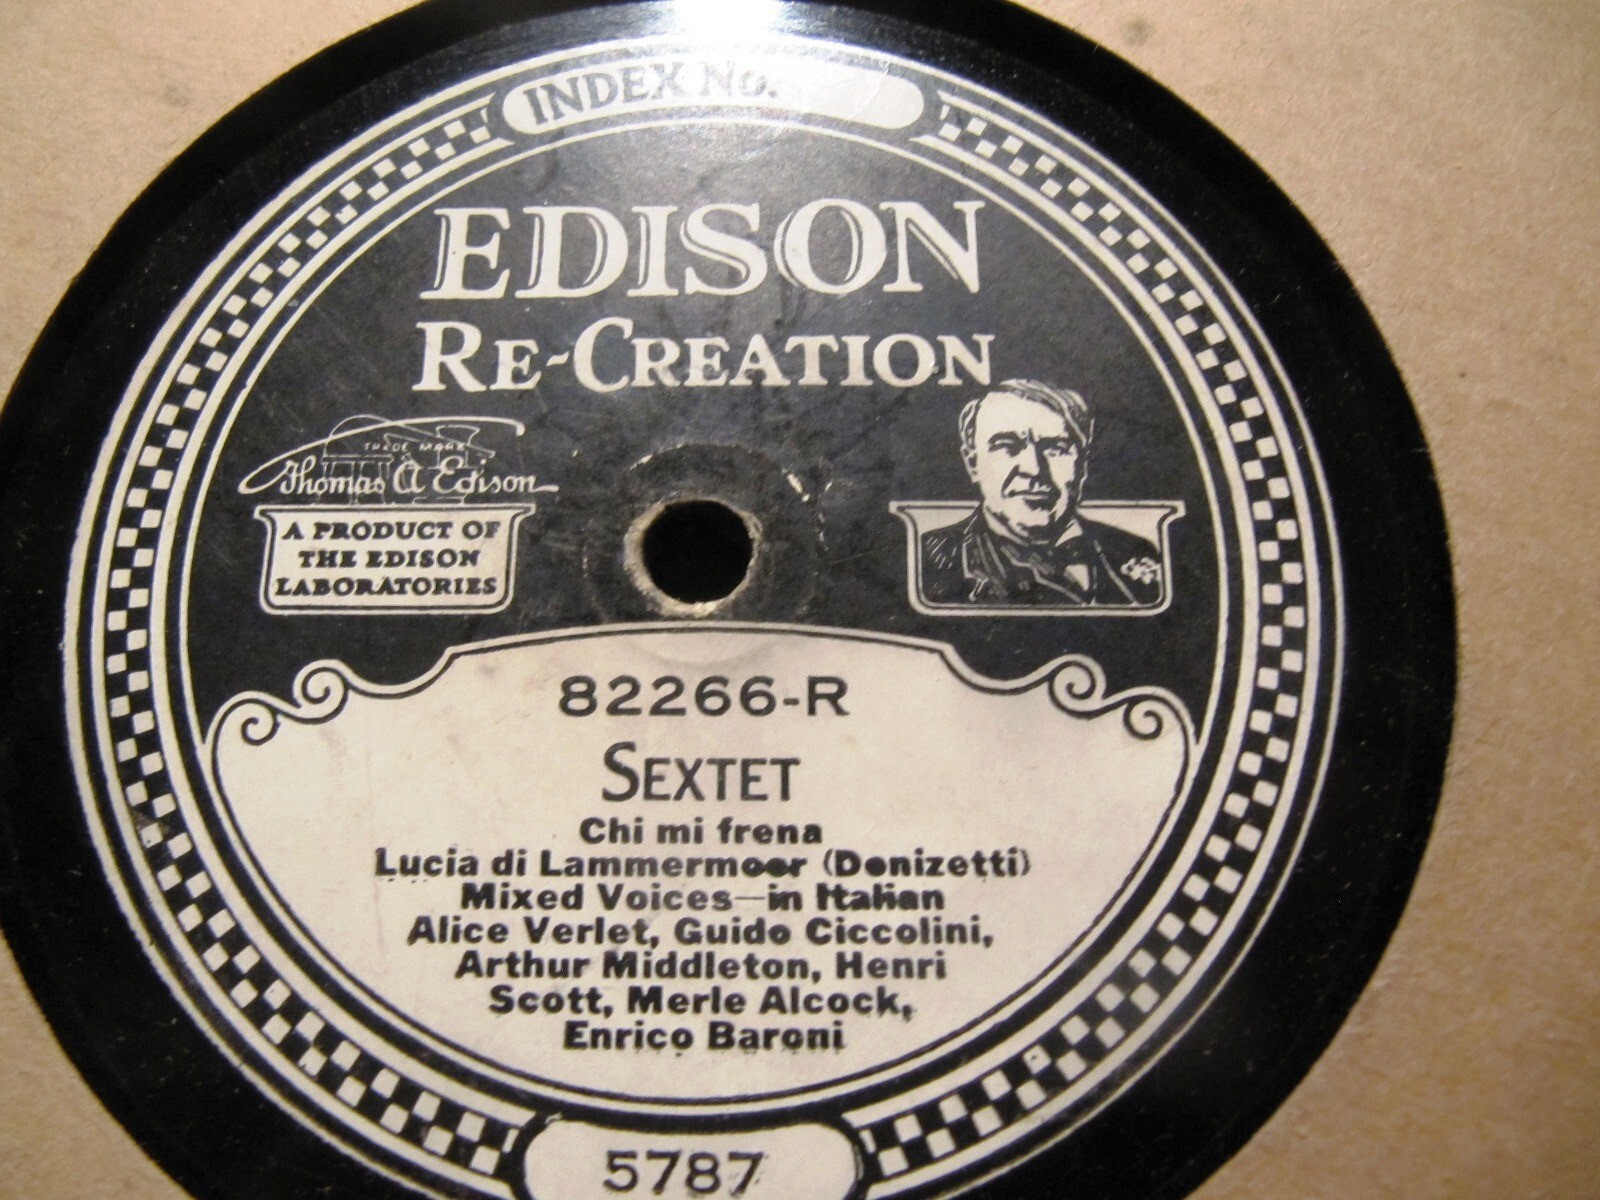 INDEX No.
EDISON
RE-CREATION
TRADE MARK
Thomas A Edison
A PRODUCT OF
THE EDISON
LABORATORIES
82266-R
SEXTET
Chi mi frena
Lucia di Lammermoor (Donizetti)
Mixed Voices—in Italian
Alice Verlet, Guido Ciccolini,
Arthur Middleton, Henri
Scott, Merle Alcock,
Enrico Baroni
5787